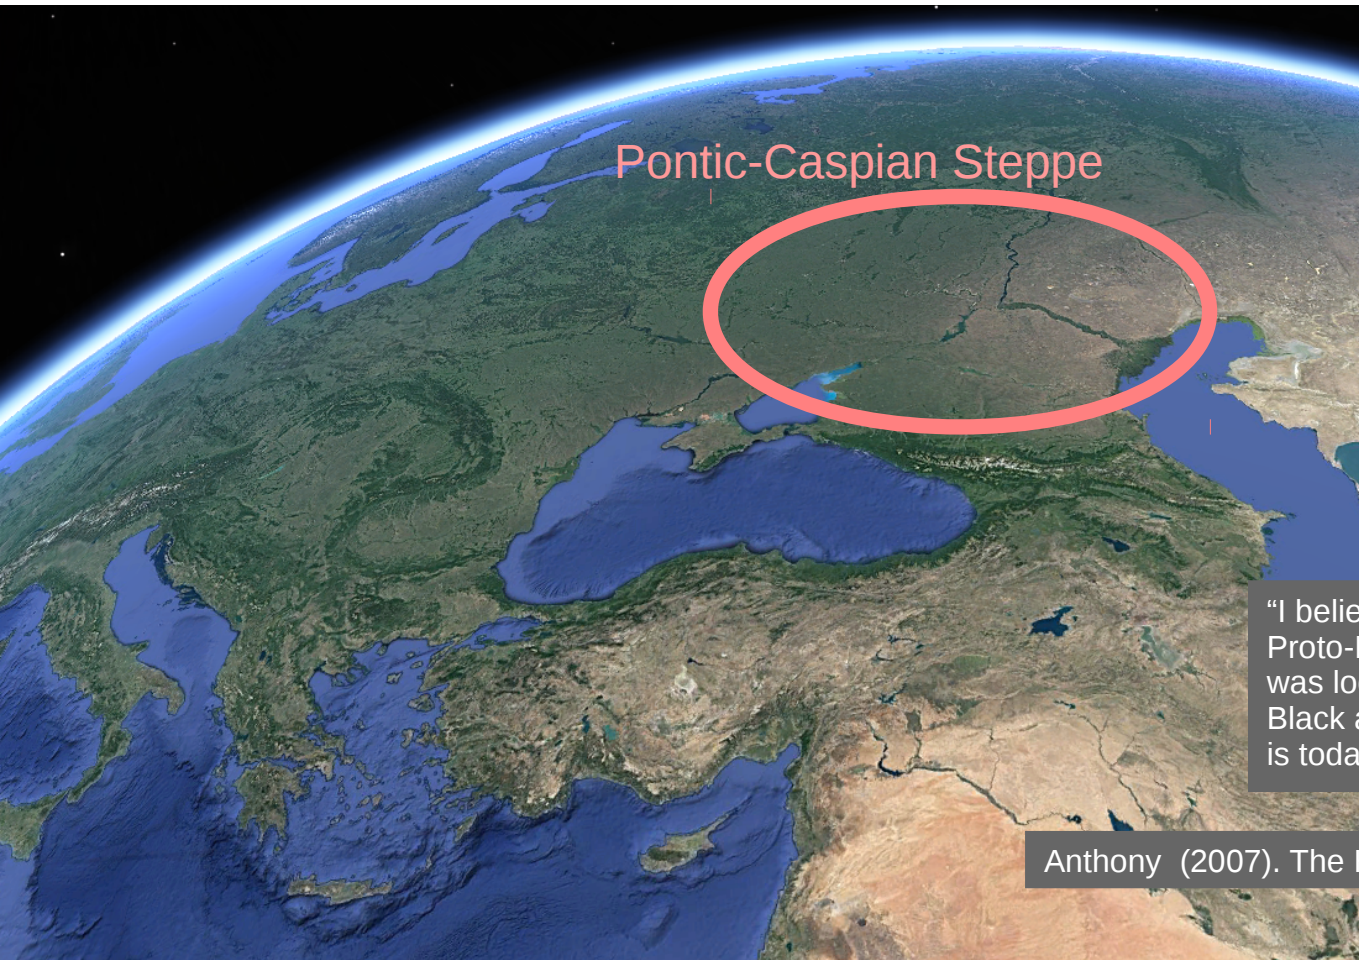 Pontic-Caspian Steppe
“I belie
Proto-
was lo
Black a
is toda
Anthony (2007). The